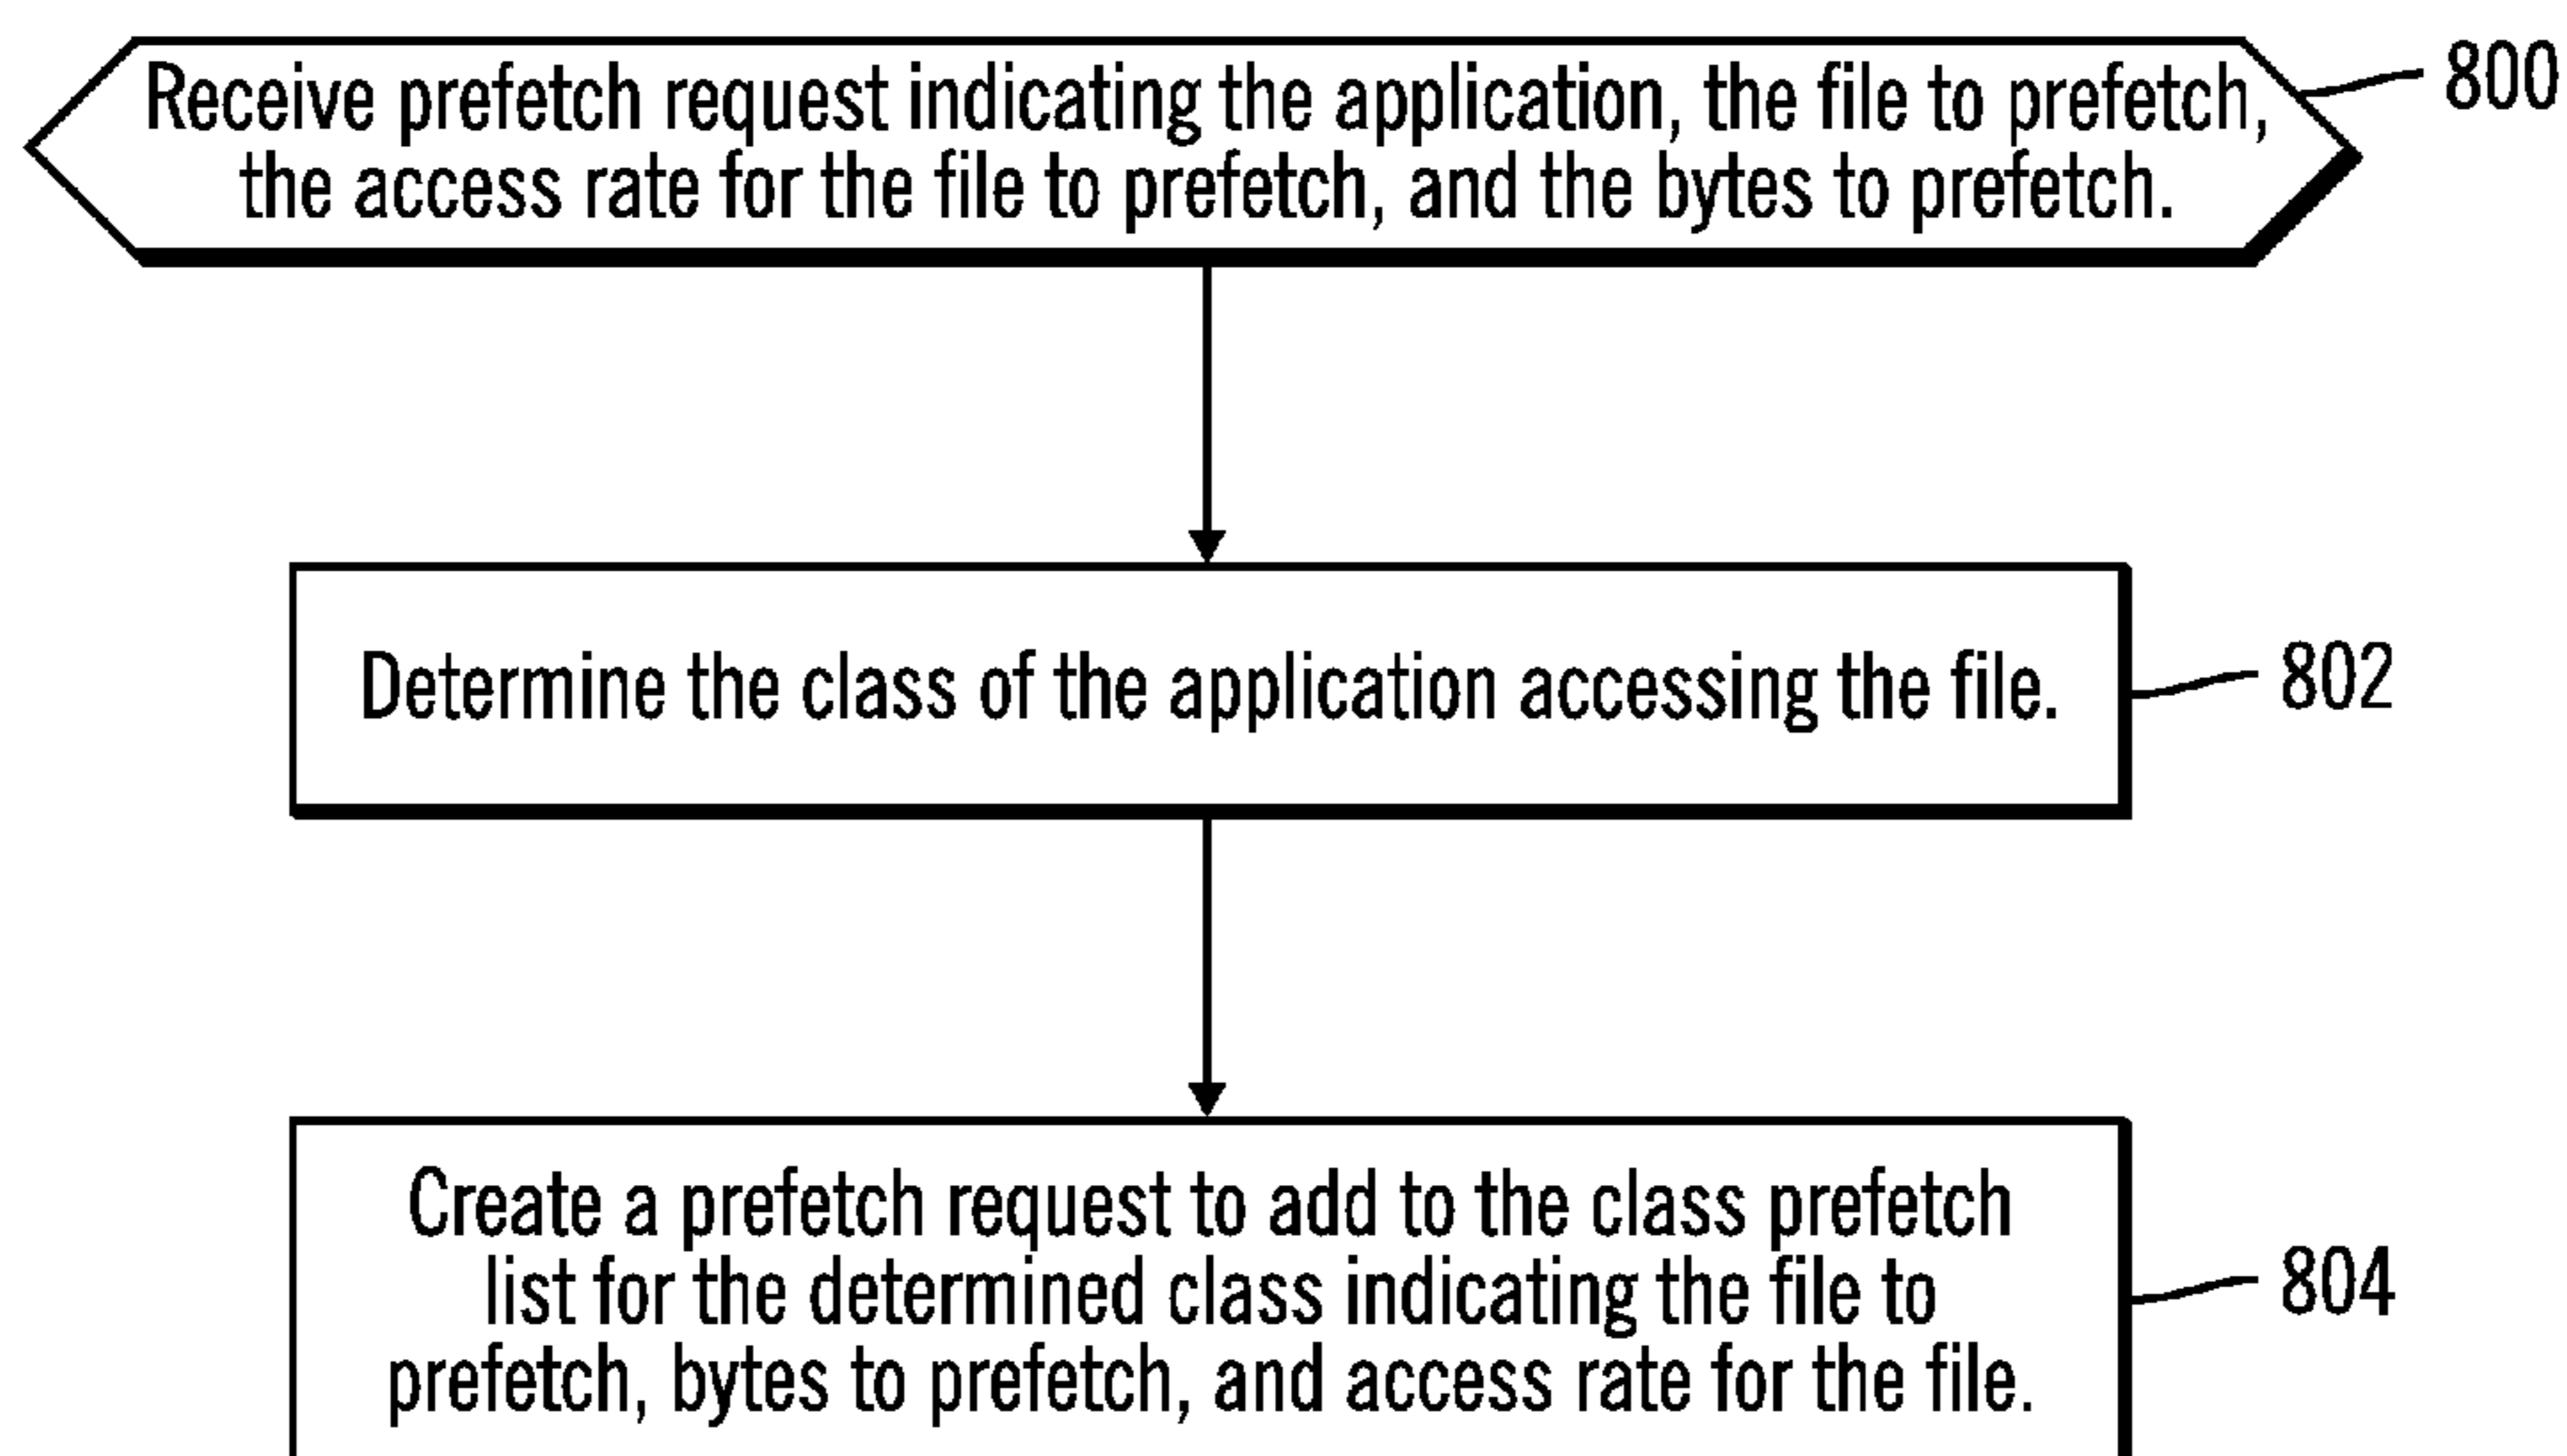 Receive prefetch request indicating the application, the file to prefetch,
the access rate for the file to prefetch, and the bytes to prefetch.
800
Determine the class of the application accessing the file.
802
Create a prefetch request to add to the class prefetch
list for the determined class indicating the file to
prefetch, bytes to prefetch, and access rate for the file.
804